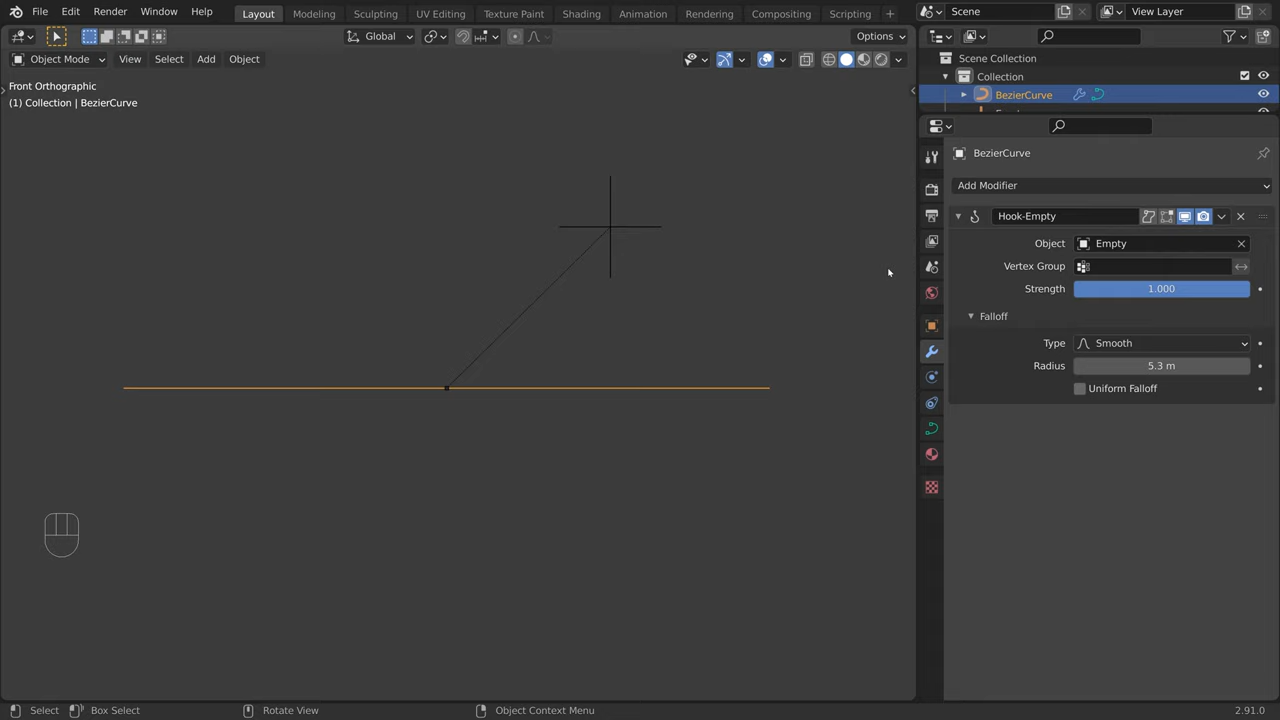 File Edit Render Window Help Layout Modeling Sculpting UV Editing Texture Paint Shading Animation Rendering Compositing Scripting + Scene View Layer
Global Options
Object Mode View Select Add Object
Front Orthographic
(1) Collection | BezierCurve
Scene Collection
Collection
BezierCurve
BezierCurve
Add Modifier
Hook-Empty
Object Empty
Vertex Group
Strength 1.000
Falloff
Type Smooth
Radius 5.3 m
Uniform Falloff
Select Box Select Rotate View Object Context Menu 2.91.0